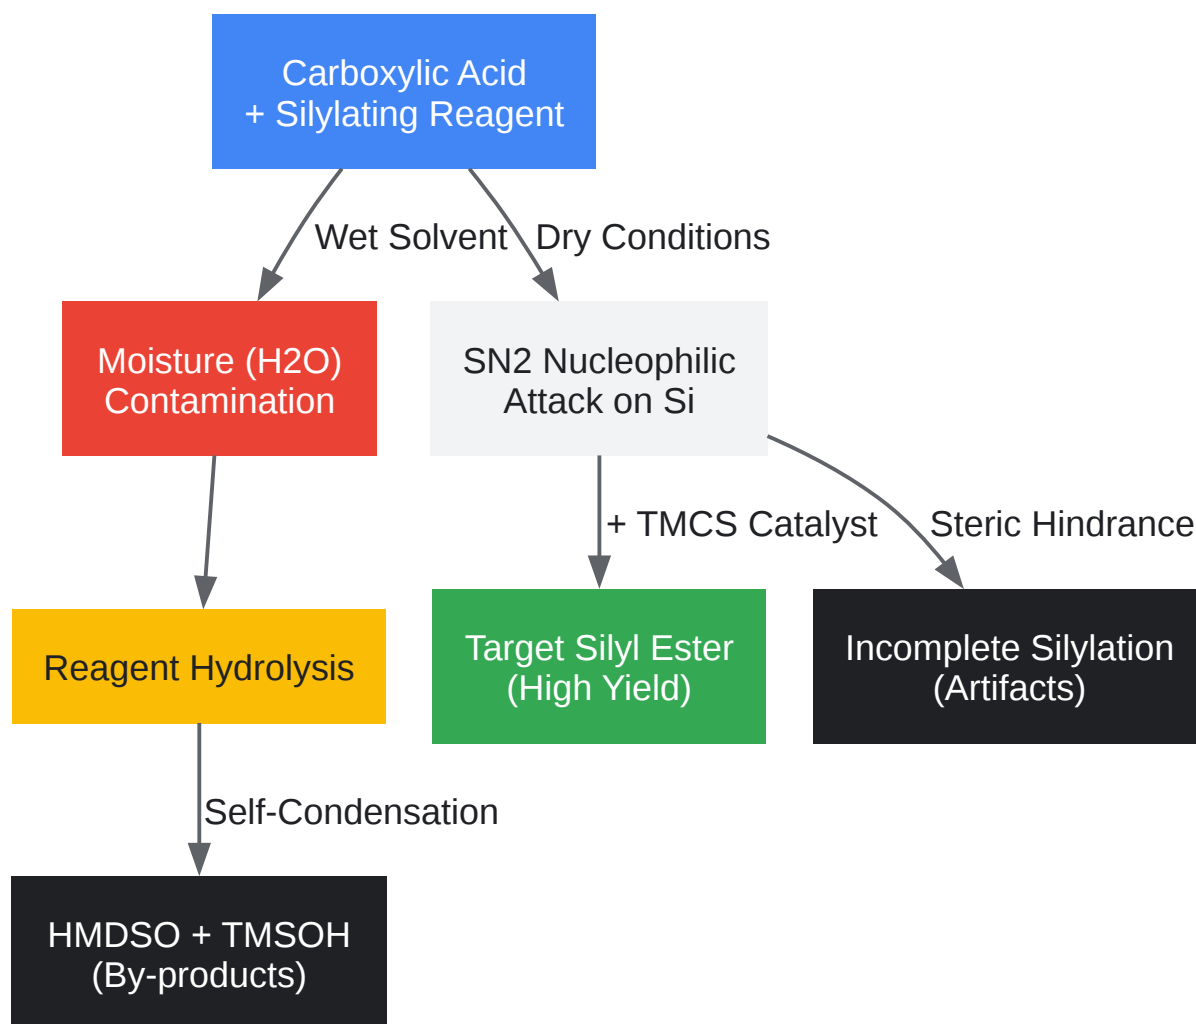 Carboxylic Acid
+ Silylating Reagent
Wet Solvent
Dry Conditions
Moisture (H2O)
Contamination
SN2 Nucleophilic
Attack on Si
+ TMCS Catalyst
Steric Hindrance
Reagent Hydrolysis
Target Silyl Ester
(High Yield)
Incomplete Silylation
(Artifacts)
Self-Condensation
HMDSO + TMSOH
(By-products)